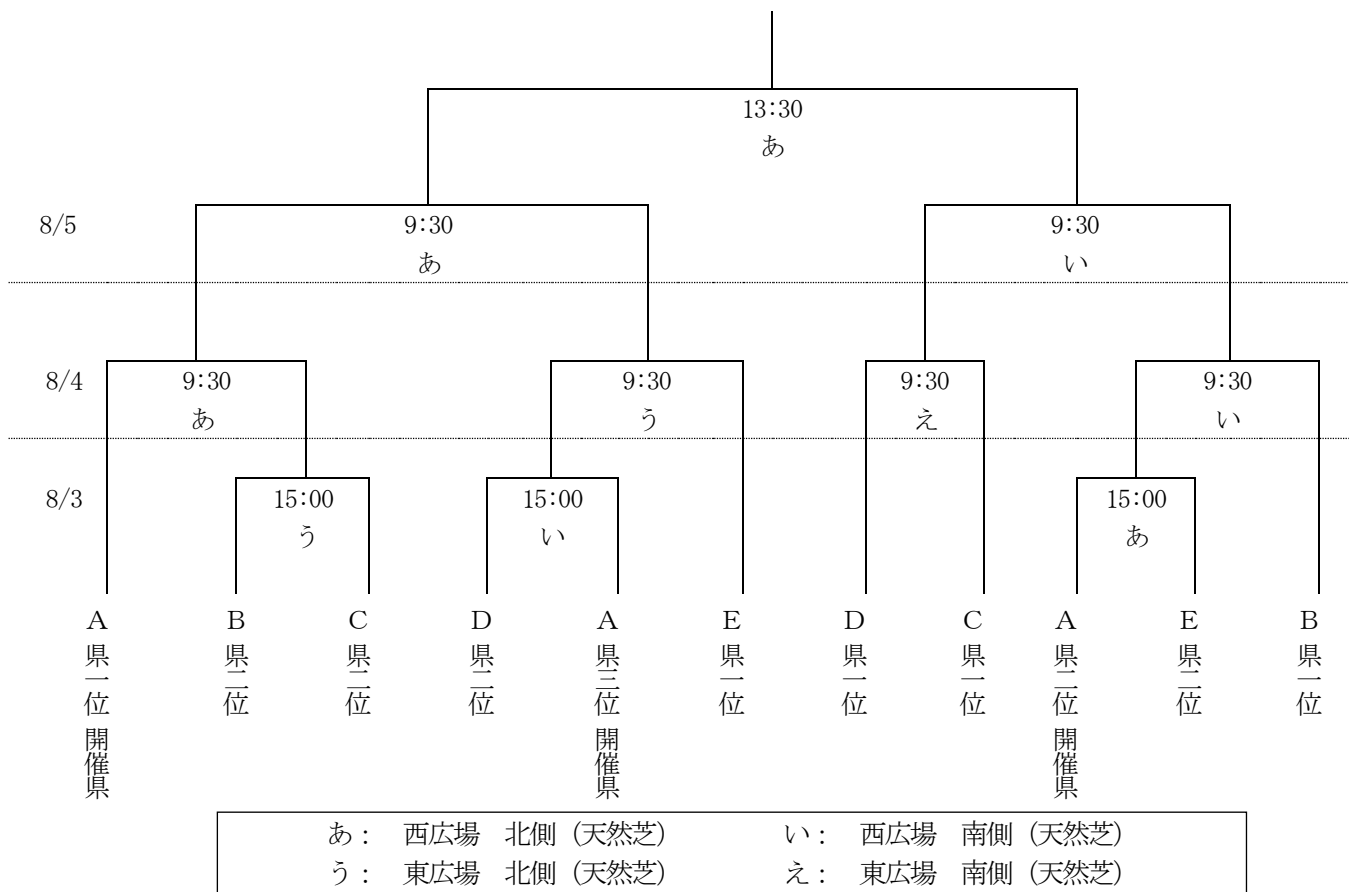 13:30
あ
8/5
9:30
9:30
あ
い
8/4
9:30
9:30
9:30
9:30
あ
う
え
い
8/3
15:00
15:00
15:00
う
い
あ
A県一位 開催県
B県二位
C県二位
D県二位
A県三位 開催県
E県一位
D県一位
C県一位
A県二位 開催県
E県二位
B県一位
あ： 西広場 北側（天然芝） い： 西広場 南側（天然芝）
う： 東広場 北側（天然芝） え： 東広場 南側（天然芝）